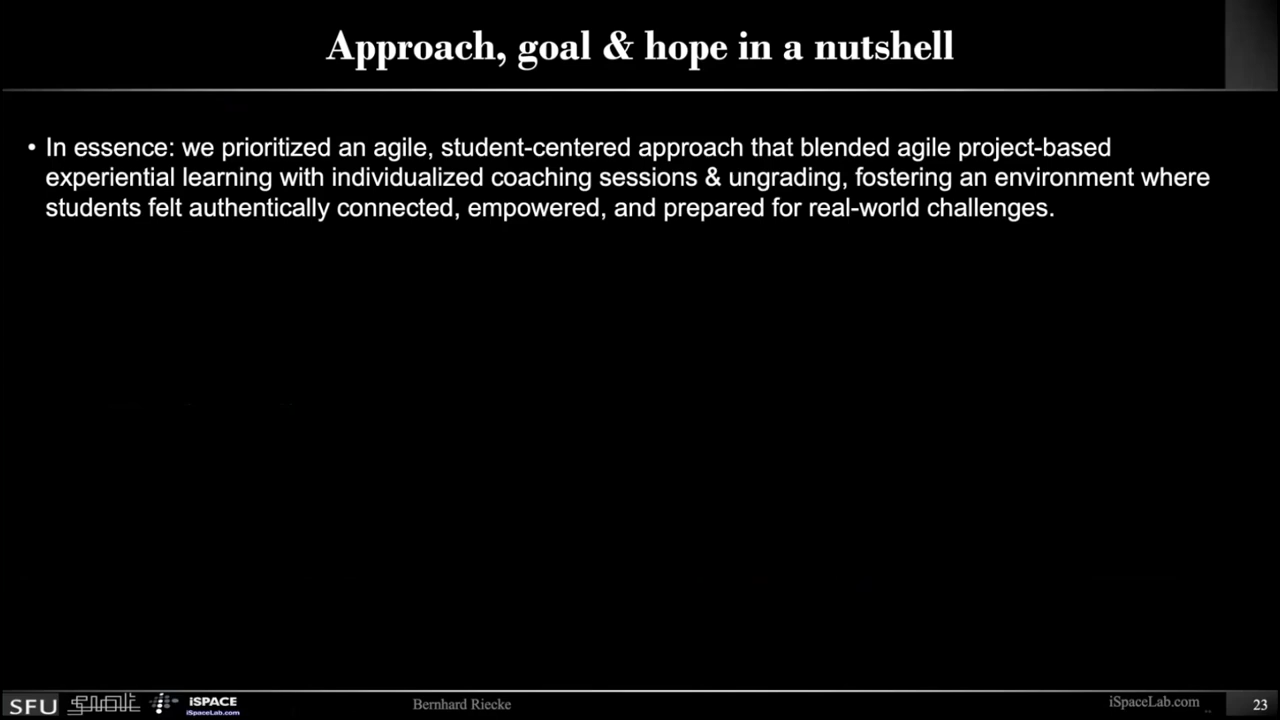 Approach, goal & hope in a nutshell
• In essence: we prioritized an agile, student-centered approach that blended agile project-based
experiential learning with individualized coaching sessions & ungrading, fostering an environment where
students felt authentically connected, empowered, and prepared for real-world challenges.
SFU
iSPACE
iSpaceLab.com
Bernhard Riecke
iSpaceLab.com
23